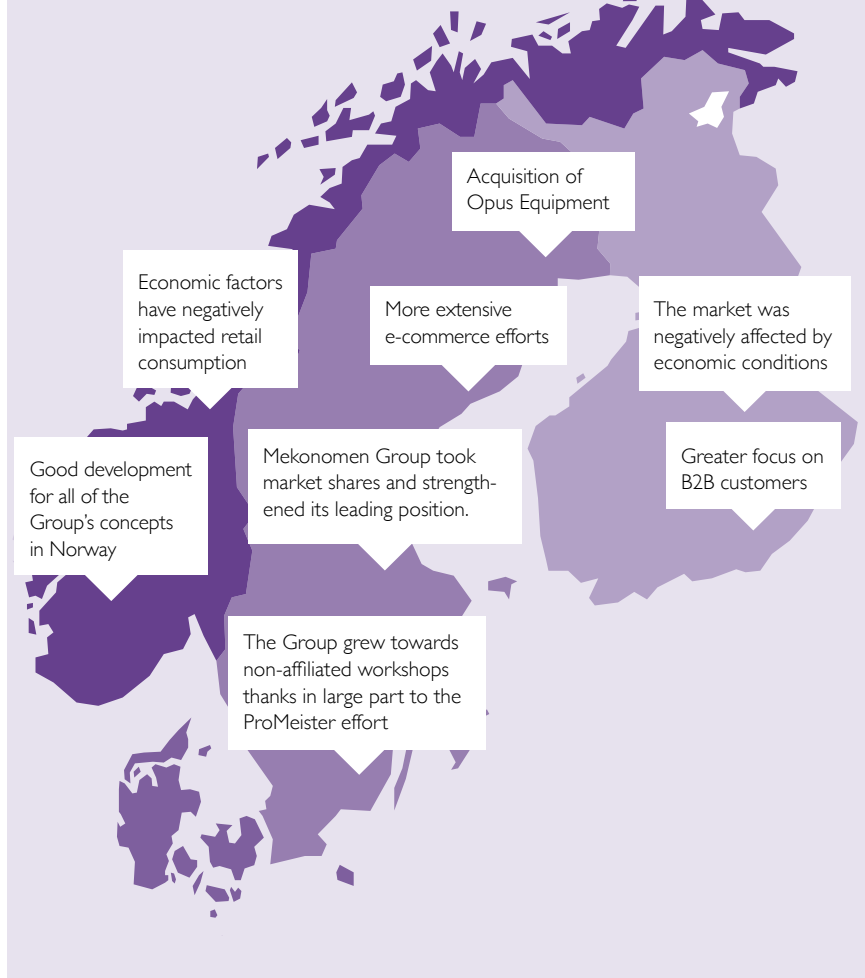 Acquisition of
Opus Equipment
Economic factors
have negatively
impacted retail
consumption
More extensive
e-commerce efforts
The market was
negatively affected by
economic conditions
Good development
for all of the
Group's concepts
in Norway
Mekonomen Group took
market shares and strength-
ened its leading position.
Greater focus on
B2B customers
The Group grew towards
non-affiliated workshops
thanks in large part to the
ProMeister effort